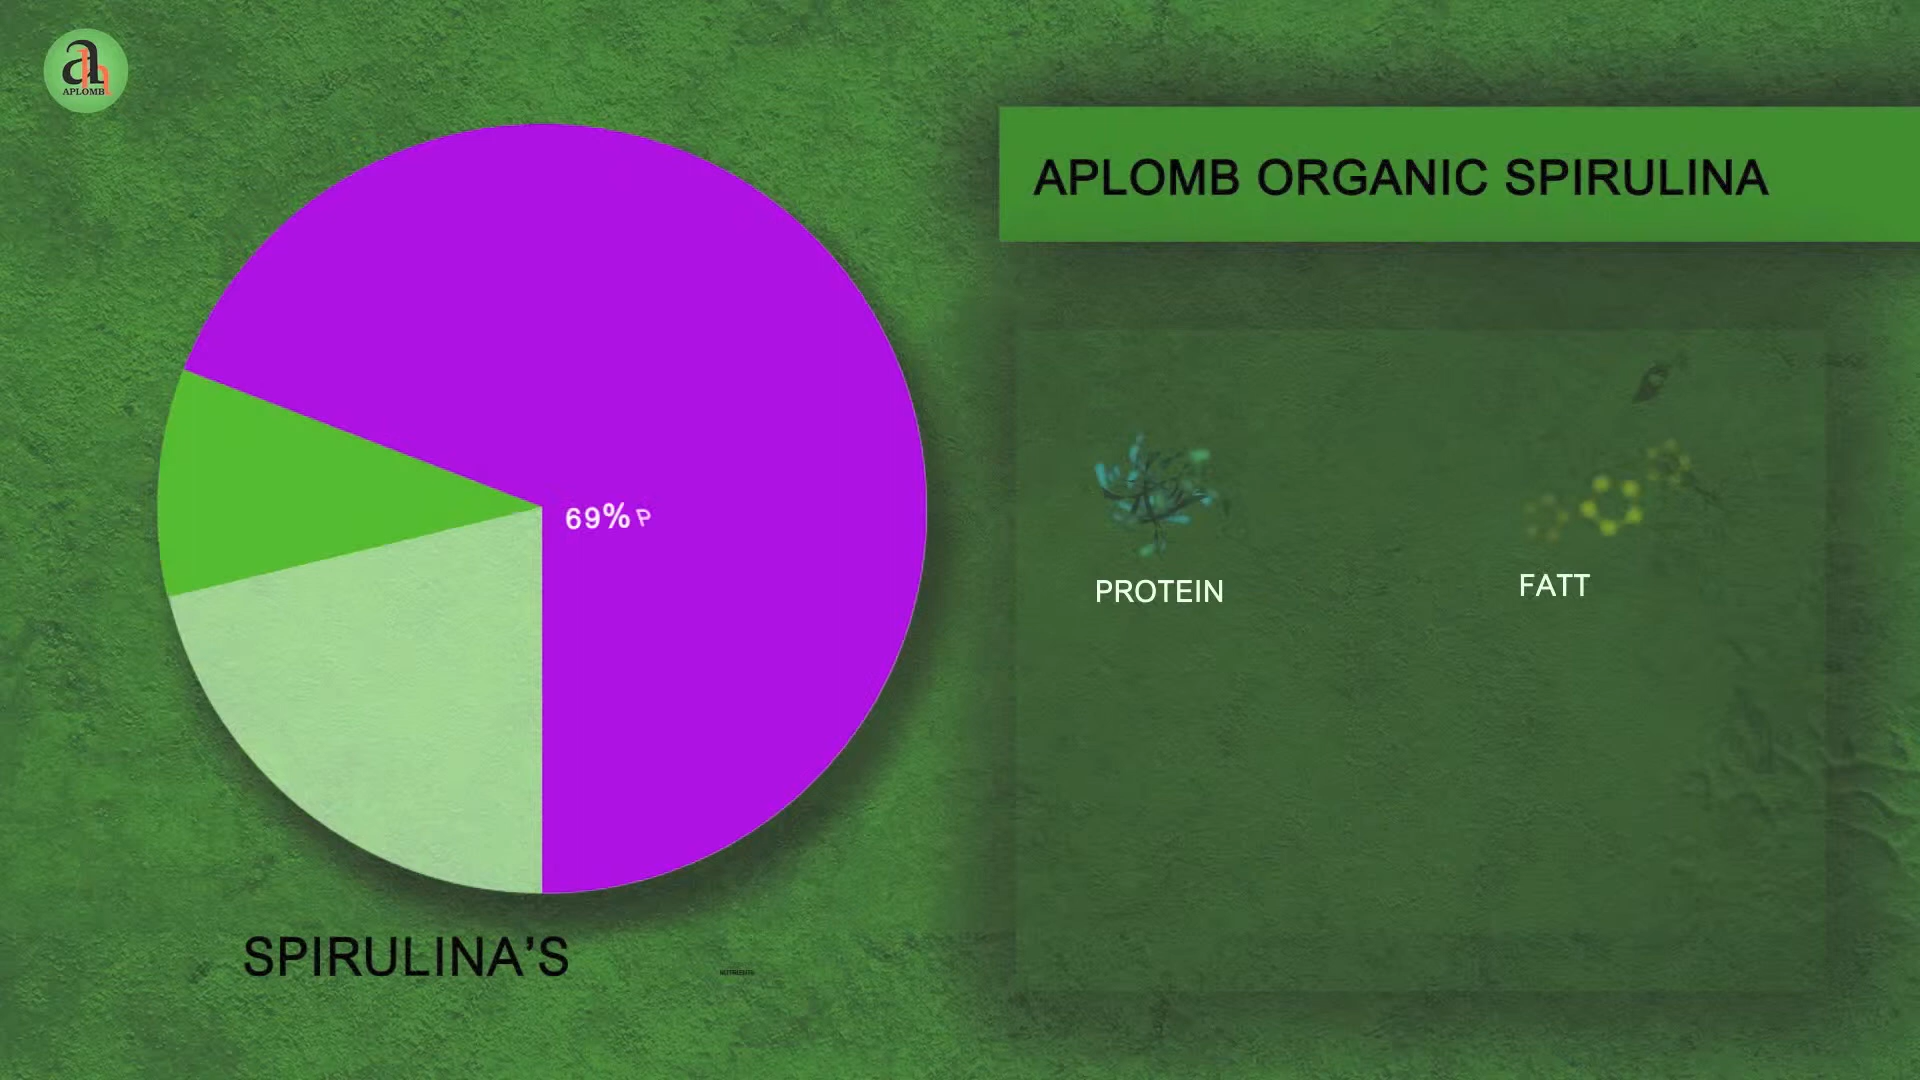 APLOMB
APLOMB ORGANIC SPIRULINA
69% P
PROTEIN
FATT
SPIRULINA’S